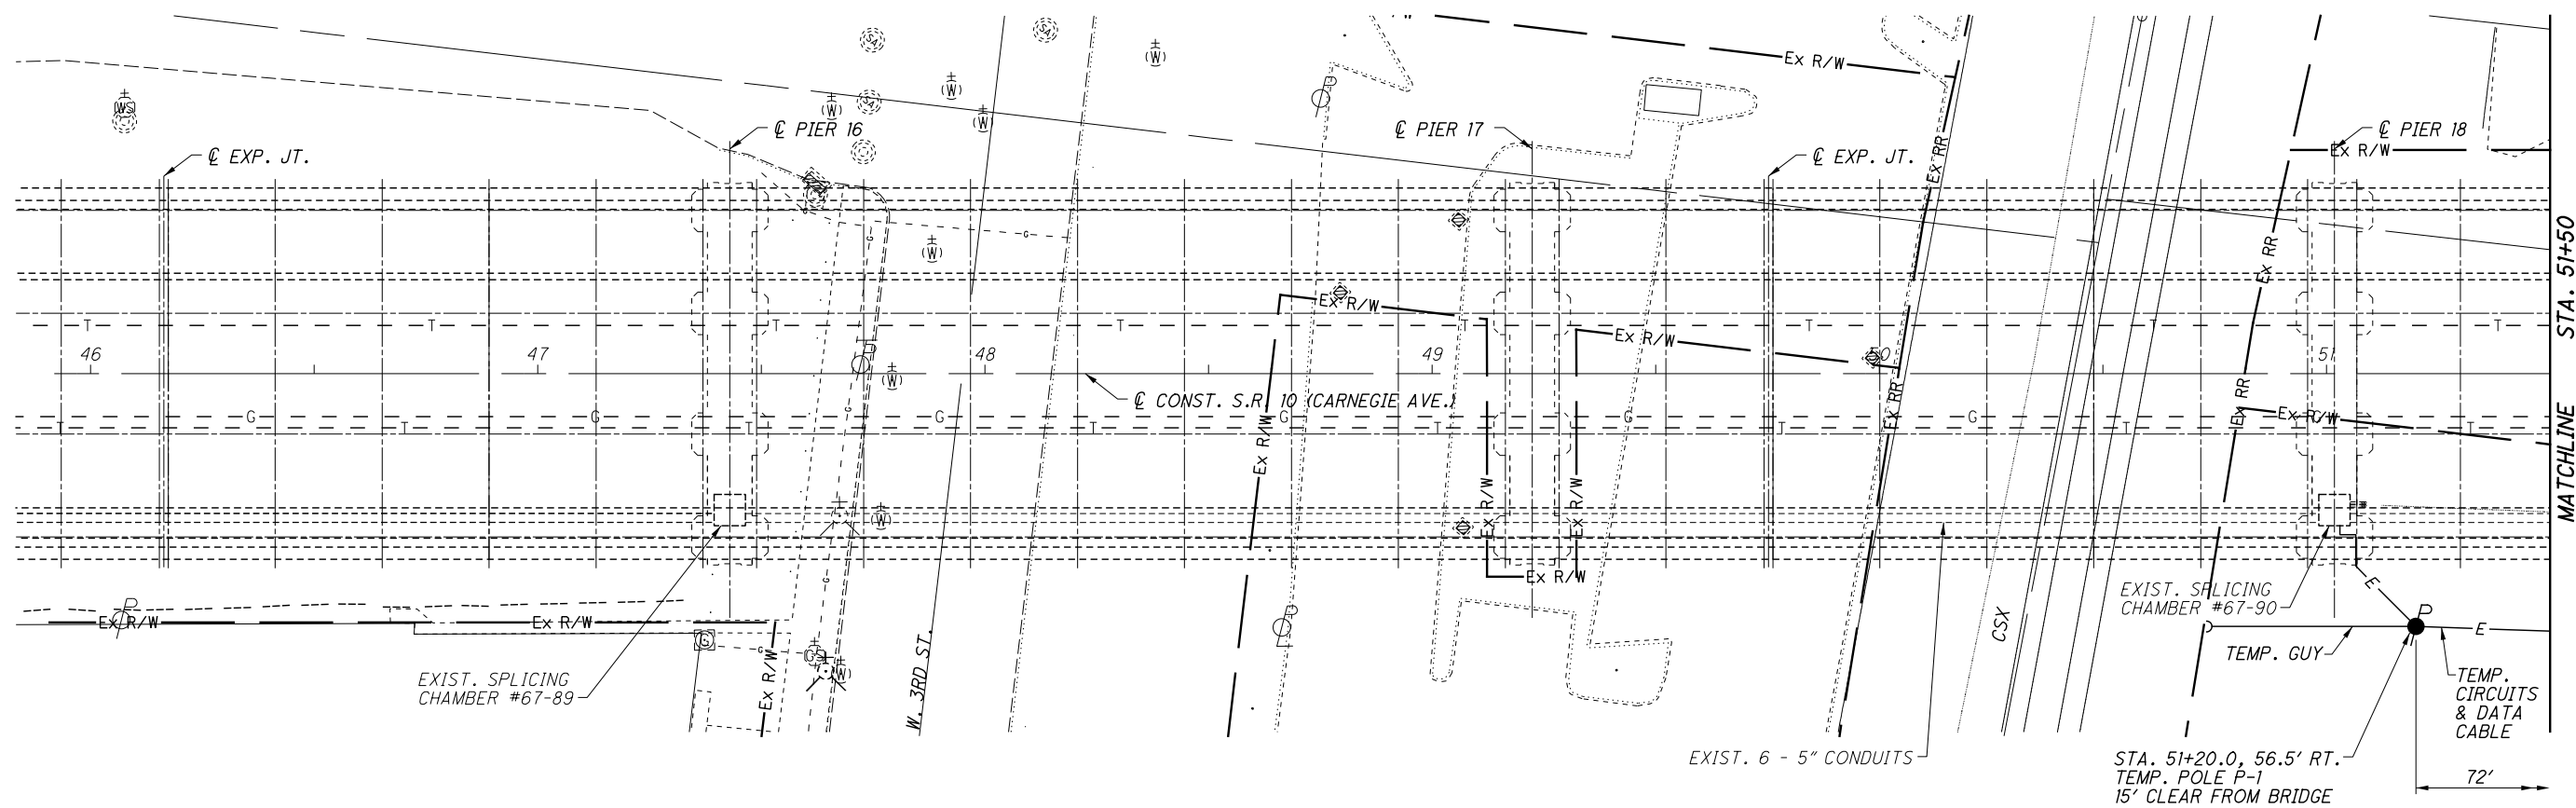 Ex R/W
℄ PIER 16
℄ PIER 17
℄ PIER 18
℄ EXP. JT.
℄ EXP. JT.
Ex R/W
Ex RR
Ex RR
STA. 51+50
MATCHLINE
Ex R/W
Ex R/W
T T T T T T T T
46 47 48 49 50 51
℄ CONST. S.R. 10 (CARNEGIE AVE.)
G G G G G G
T T T T T T T T
Ex R/W
Ex R/W
Ex R/W
Ex R/W
Ex RR
Ex RR
Ex R/W
Ex R/W
Ex R/W
Ex R/W
EXIST. SPLICING
CHAMBER #67-89
W. 3RD ST.
CSX
EXIST. 6 - 5" CONDUITS
EXIST. SPLICING
CHAMBER #67-90
E
P
E
TEMP. GUY
TEMP.
CIRCUITS
& DATA
CABLE
STA. 51+20.0, 56.5' RT.
TEMP. POLE P-1
15' CLEAR FROM BRIDGE
72'